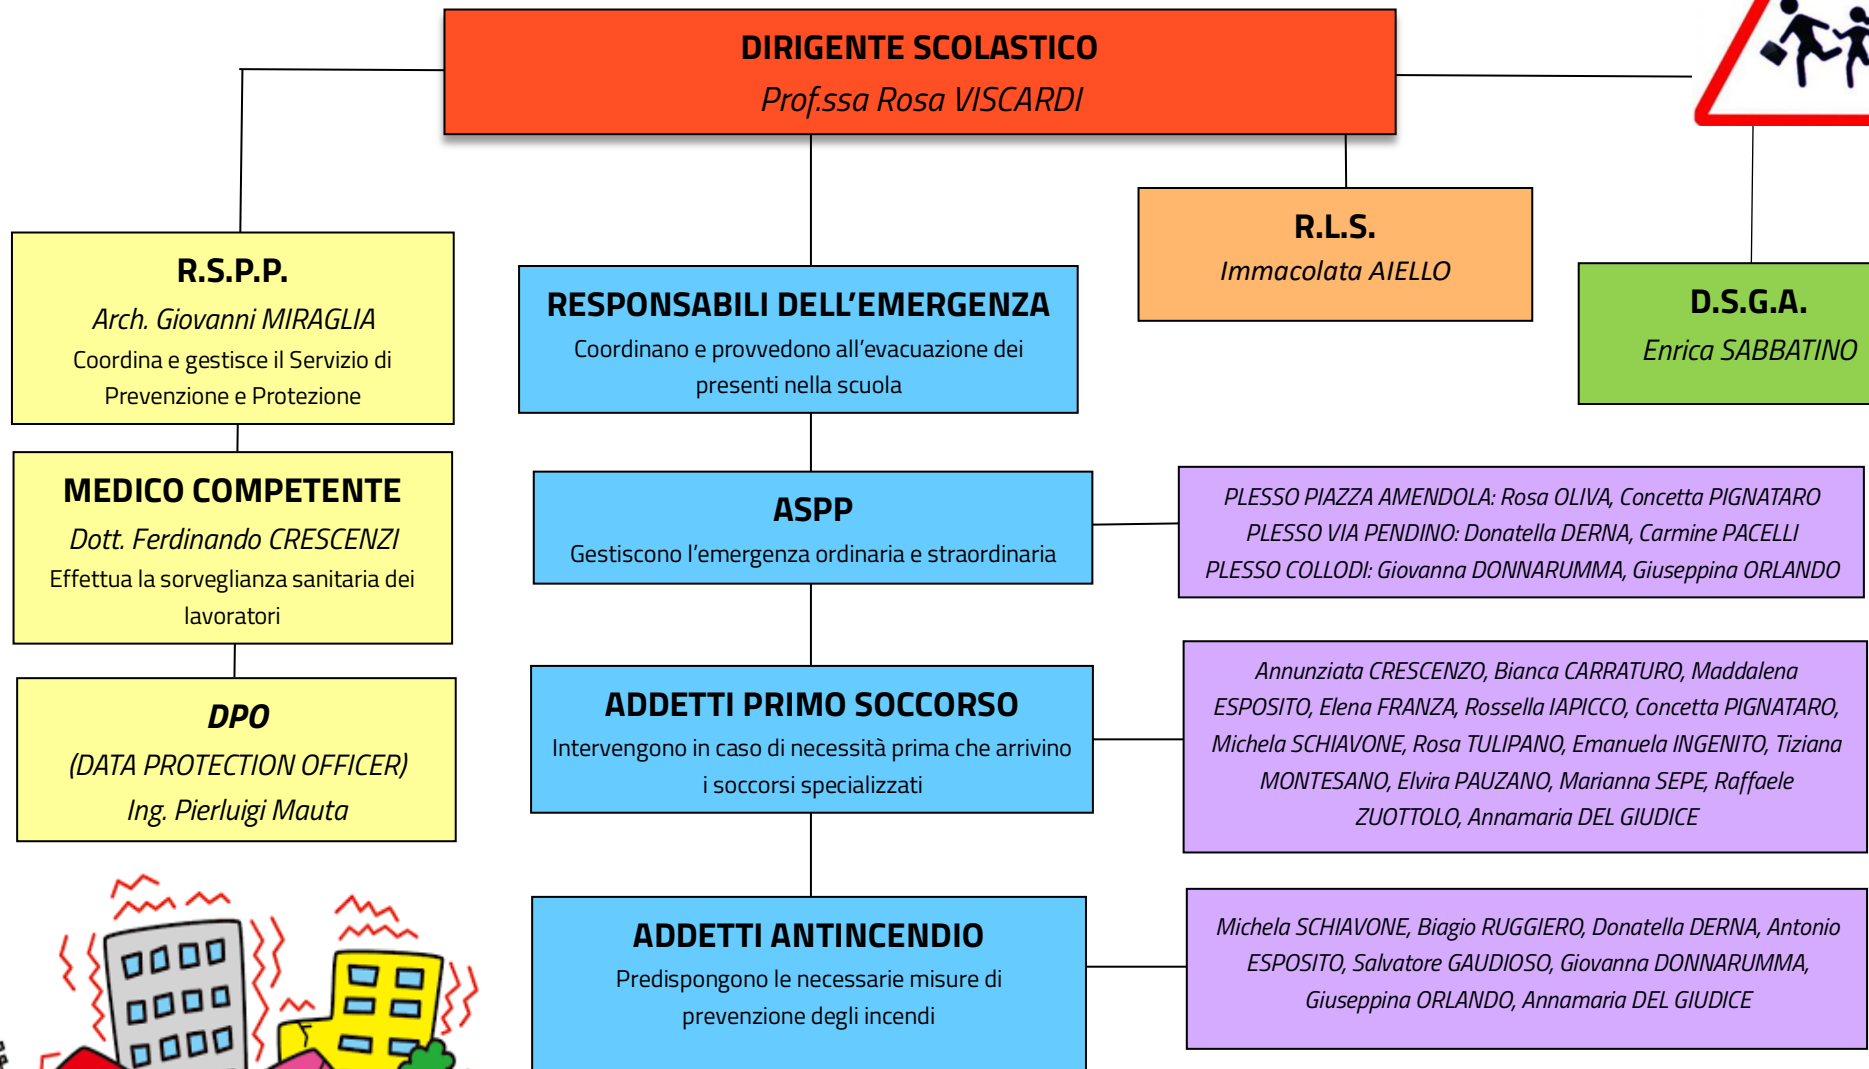 DIRIGENTE SCOLASTICO
Prof.ssa Rosa VISCARDI
R.S.P.P.
Arch. Giovanni MIRAGLIA
Coordina e gestisce il Servizio di
Prevenzione e Protezione
MEDICO COMPETENTE
Dott. Ferdinando CRESCENZI
Effettua la sorveglianza sanitaria dei
lavoratori
DPO
(DATA PROTECTION OFFICER)
Ing. Pierluigi Mauta
RESPONSABILI DELL’EMERGENZA
Coordinano e provvedono all’evacuazione dei
presenti nella scuola
R.L.S.
Immacolata AIELLO
D.S.G.A.
Enrica SABBATINO
ASPP
Gestiscono l’emergenza ordinaria e straordinaria
PLESSO PIAZZA AMENDOLA: Rosa OLIVA, Concetta PIGNATARO
PLESSO VIA PENDINO: Donatella DERNA, Carmine PACELLI
PLESSO COLLODI: Giovanna DONNARUMMA, Giuseppina ORLANDO
ADDETTI PRIMO SOCCORSO
Intervengono in caso di necessità prima che arrivino
i soccorsi specializzati
Annunziata CRESCENZO, Bianca CARRATURO, Maddalena
ESPOSITO, Elena FRANZA, Rossella IAPICCO, Concetta PIGNATARO,
Michela SCHIAVONE, Rosa TULIPANO, Emanuela INGENITO, Tiziana
MONTESANO, Elvira PAUZANO, Marianna SEPE, Raffaele
ZUOTTOLO, Annamaria DEL GIUDICE
ADDETTI ANTINCENDIO
Predispongono le necessarie misure di
prevenzione degli incendi
Michela SCHIAVONE, Biagio RUGGIERO, Donatella DERNA, Antonio
ESPOSITO, Salvatore GAUDIOSO, Giovanna DONNARUMMA,
Giuseppina ORLANDO, Annamaria DEL GIUDICE